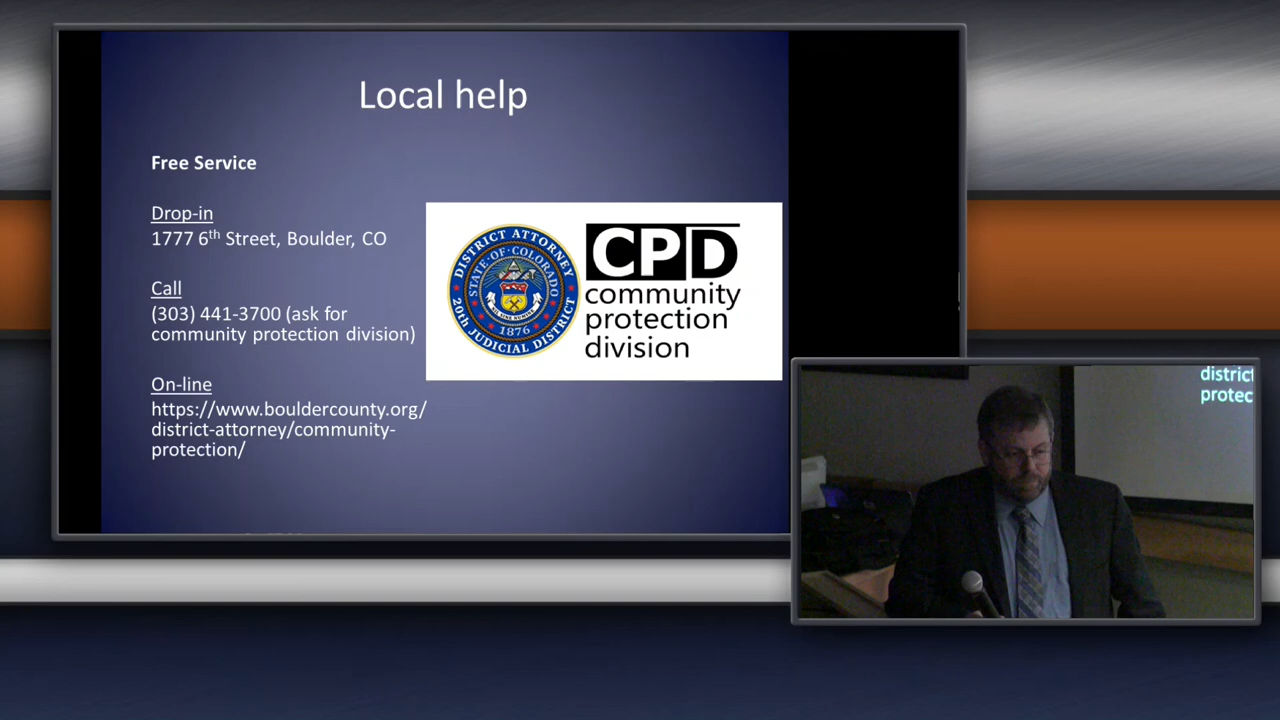 Local help
Free Service
Drop-in
1777 6th Street, Boulder, CO
Call
(303) 441-3700 (ask for
community protection division)
On-line
https://www.bouldercounty.org/
district-attorney/community-
protection/
DISTRICT ATTORNEY
STATE OF COLORADO
1876
20th JUDICIAL DISTRICT
CPD
community
protection
division
district
protec